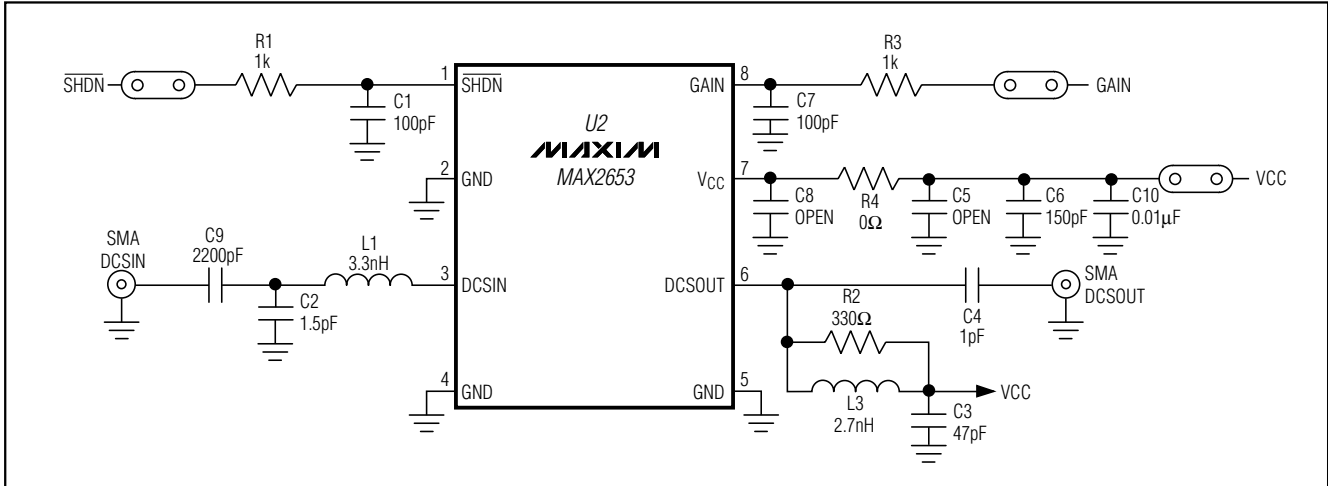 R1
1k
SHDN
C1
100pF
1
SHDN
2
GND
SMA
DCSIN
C9
2200pF
C2
1.5pF
L1
3.3nH
3
DCSIN
4
GND
U2
MAXIM
MAX2653
GAIN
8
C7
100pF
R3
1k
GAIN
VCC
7
C8
OPEN
R4
0Ω
C5
OPEN
C6
150pF
C10
0.01µF
VCC
DCSOUT
6
R2
330Ω
C4
1pF
SMA
DCSOUT
GND
5
L3
2.7nH
VCC
C3
47pF